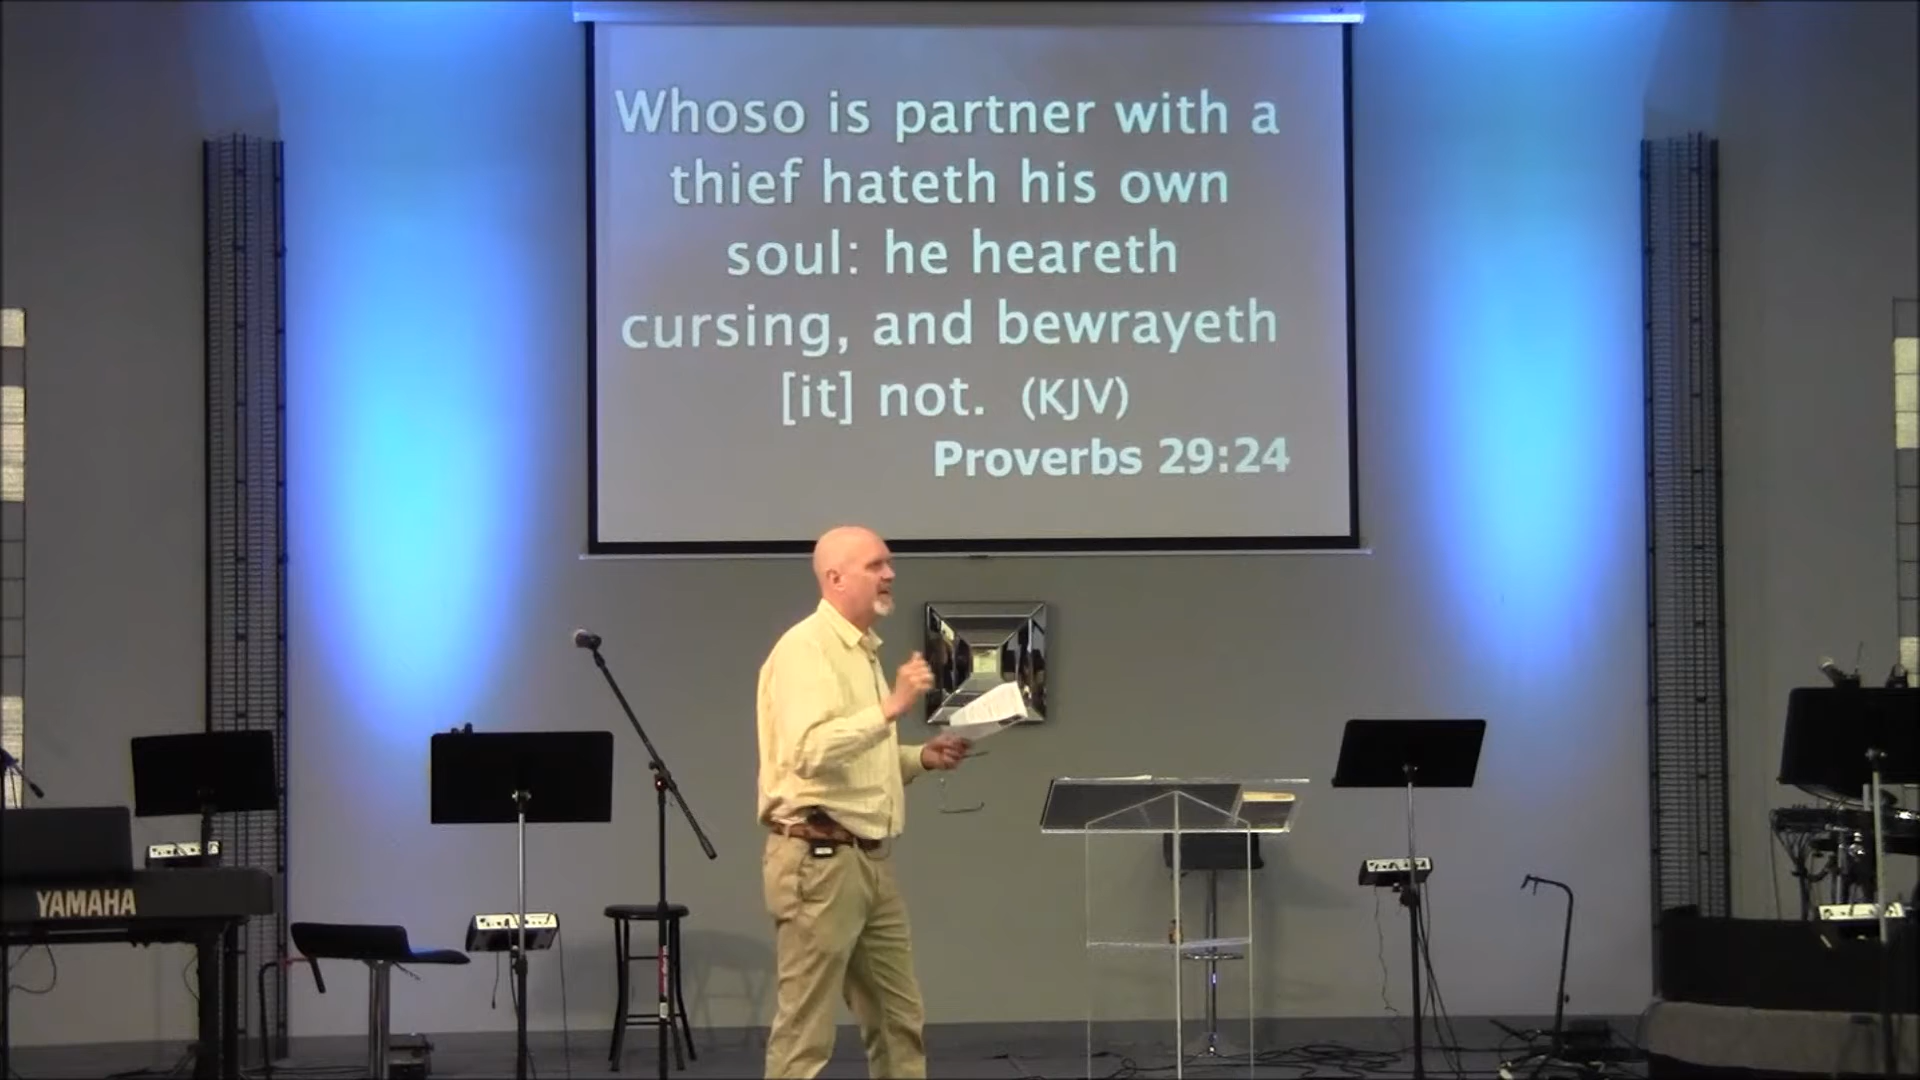 Whoso is partner with a
thief hateth his own
soul: he heareth
cursing, and bewrayeth
[it] not. (KJV)
Proverbs 29:24
YAMAHA